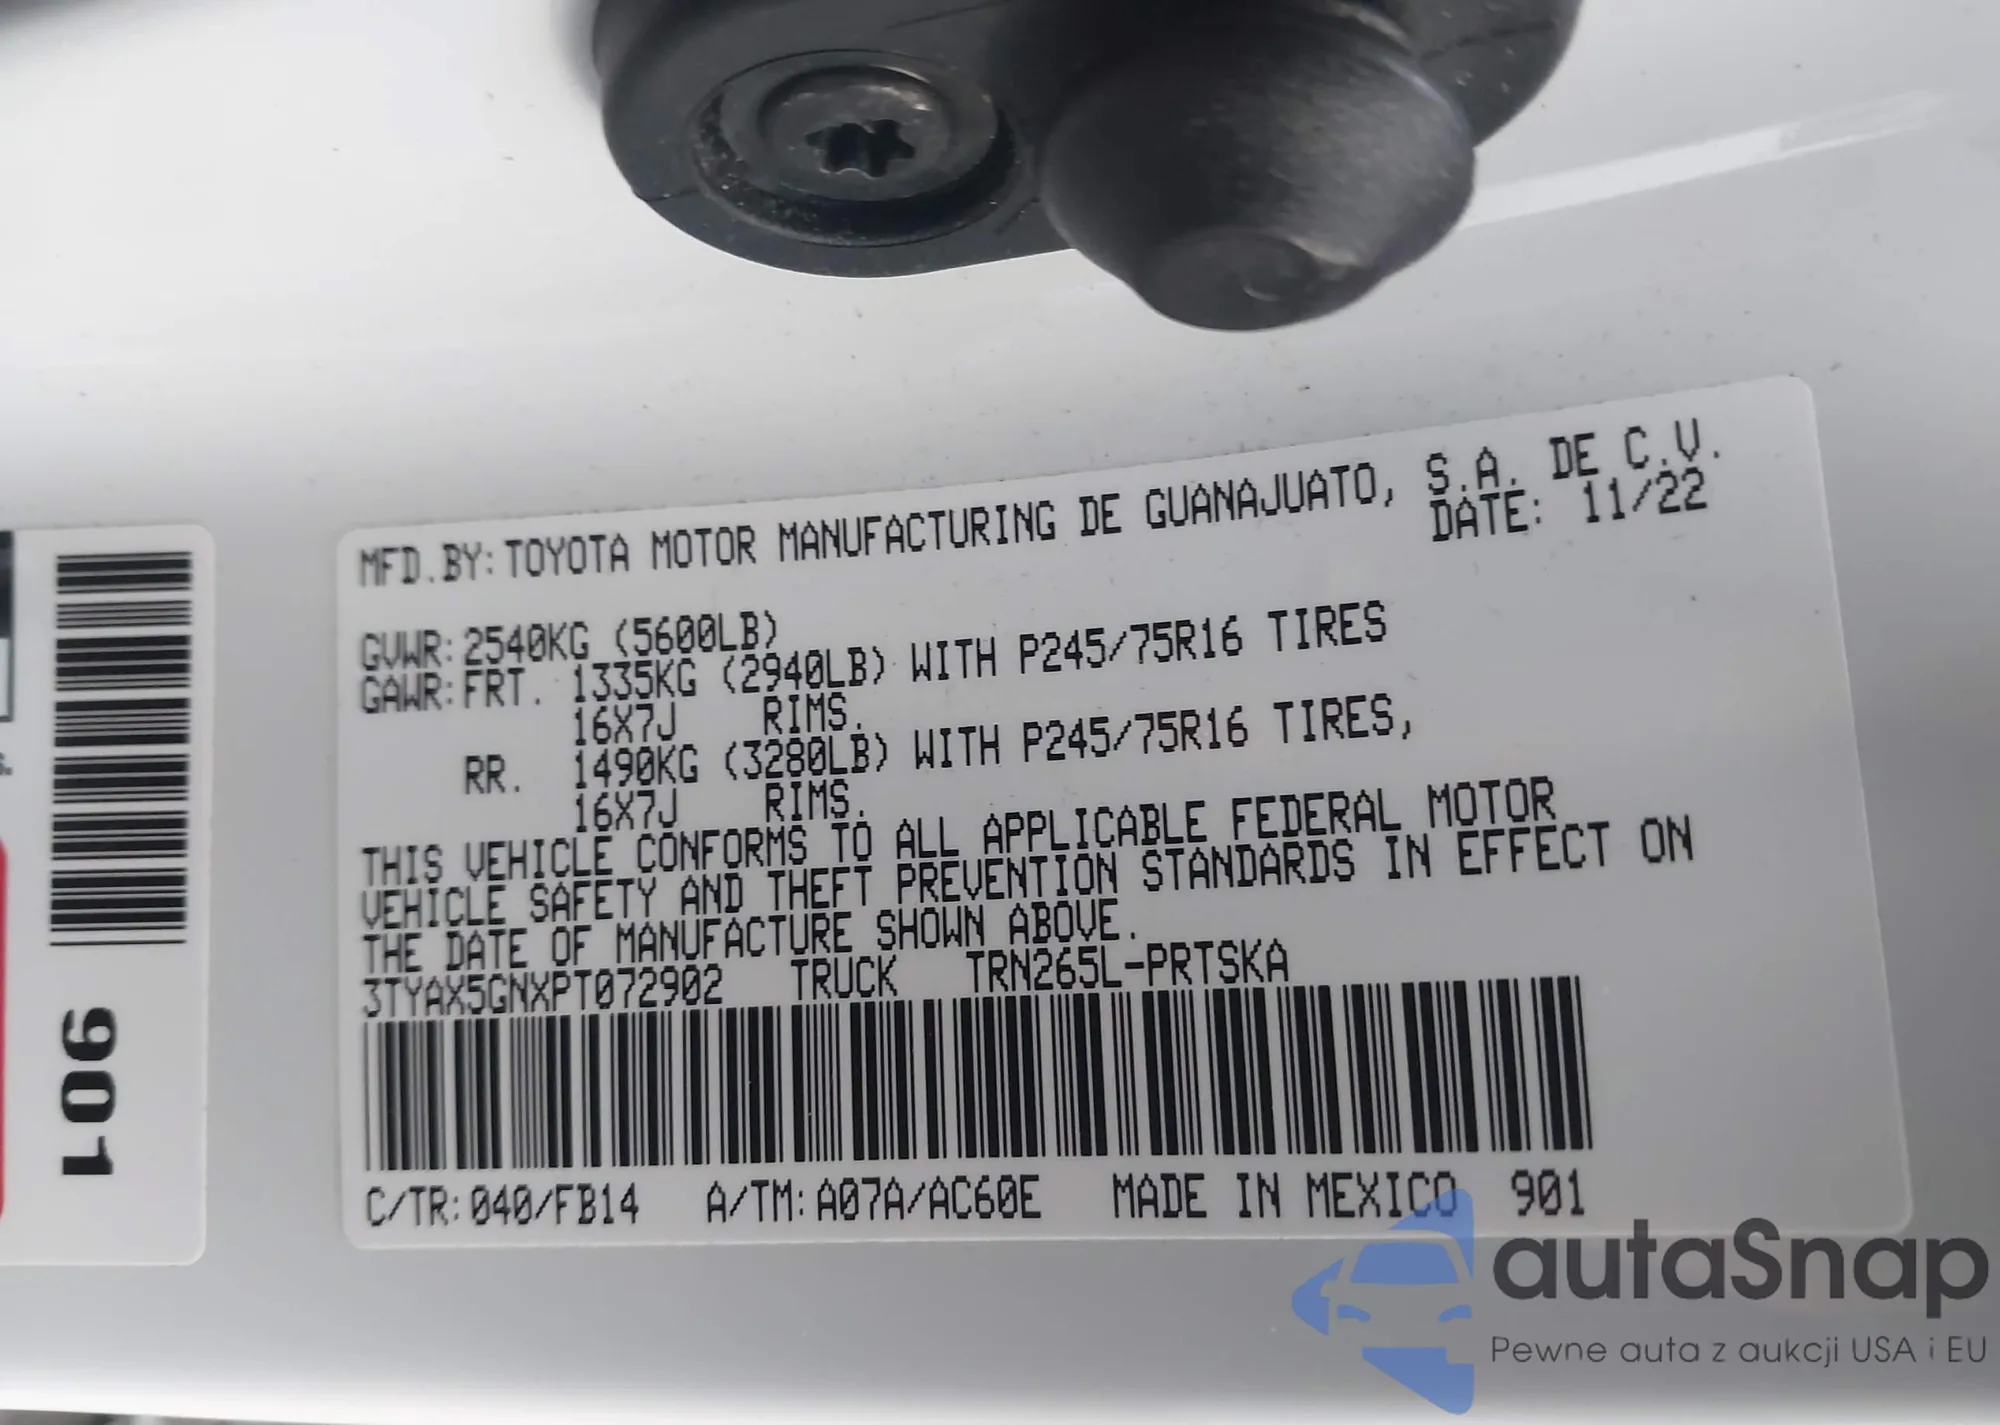 MFD.BY:TOYOTA MOTOR MANUFACTURING DE GUANAJUATO, S.A. DE C.V.
DATE: 11/22
GVWR:2540KG (5600LB)
GAWR:FRT. 1335KG (2940LB) WITH P245/75R16 TIRES
16X7J RIMS.
RR. 1490KG (3280LB) WITH P245/75R16 TIRES,
16X7J RIMS.
THIS VEHICLE CONFORMS TO ALL APPLICABLE FEDERAL MOTOR
VEHICLE SAFETY AND THEFT PREVENTION STANDARDS IN EFFECT ON
THE DATE OF MANUFACTURE SHOWN ABOVE.
3TYAX5GNXPT072902 TRUCK TRN265L-PRTSKA
C/TR:040/FB14 A/TM:A07A/AC60E MADE IN MEXICO 901
901
autaSnap
Pewne auta z aukcji USA i EU